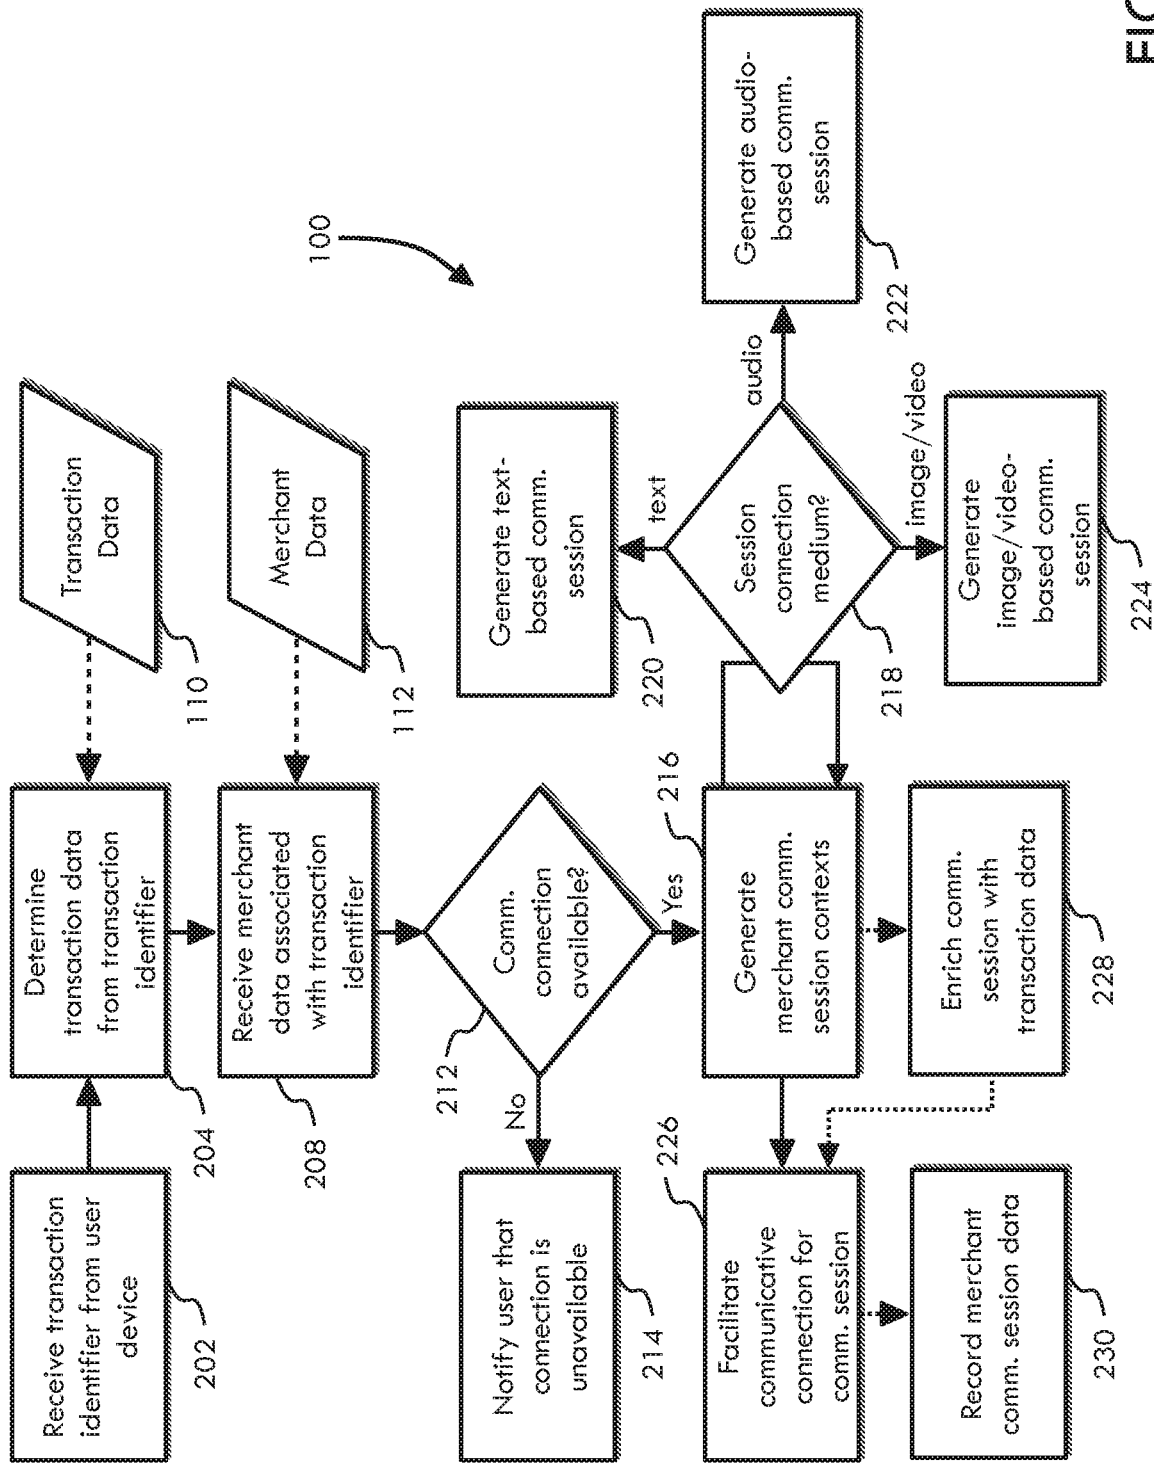 Receive transaction
identifier from user
device
202
Determine
transaction data
from transaction
identifier
204
Transaction
Data
110
Receive merchant
data associated
with transaction
identifier
208
Merchant
Data
112
100
Comm.
connection
available?
212
No
Yes
Notify user that
connection is
unavailable
214
Generate
merchant comm.
session contexts
216
Session
connection
medium?
218
text
audio
image/video
Generate text-
based comm.
session
220
Generate audio-
based comm.
session
222
Generate
image/video-
based comm.
session
224
Facilitate
communicative
connection for
comm. session
226
Enrich comm.
session with
transaction data
228
Record merchant
comm. session data
230